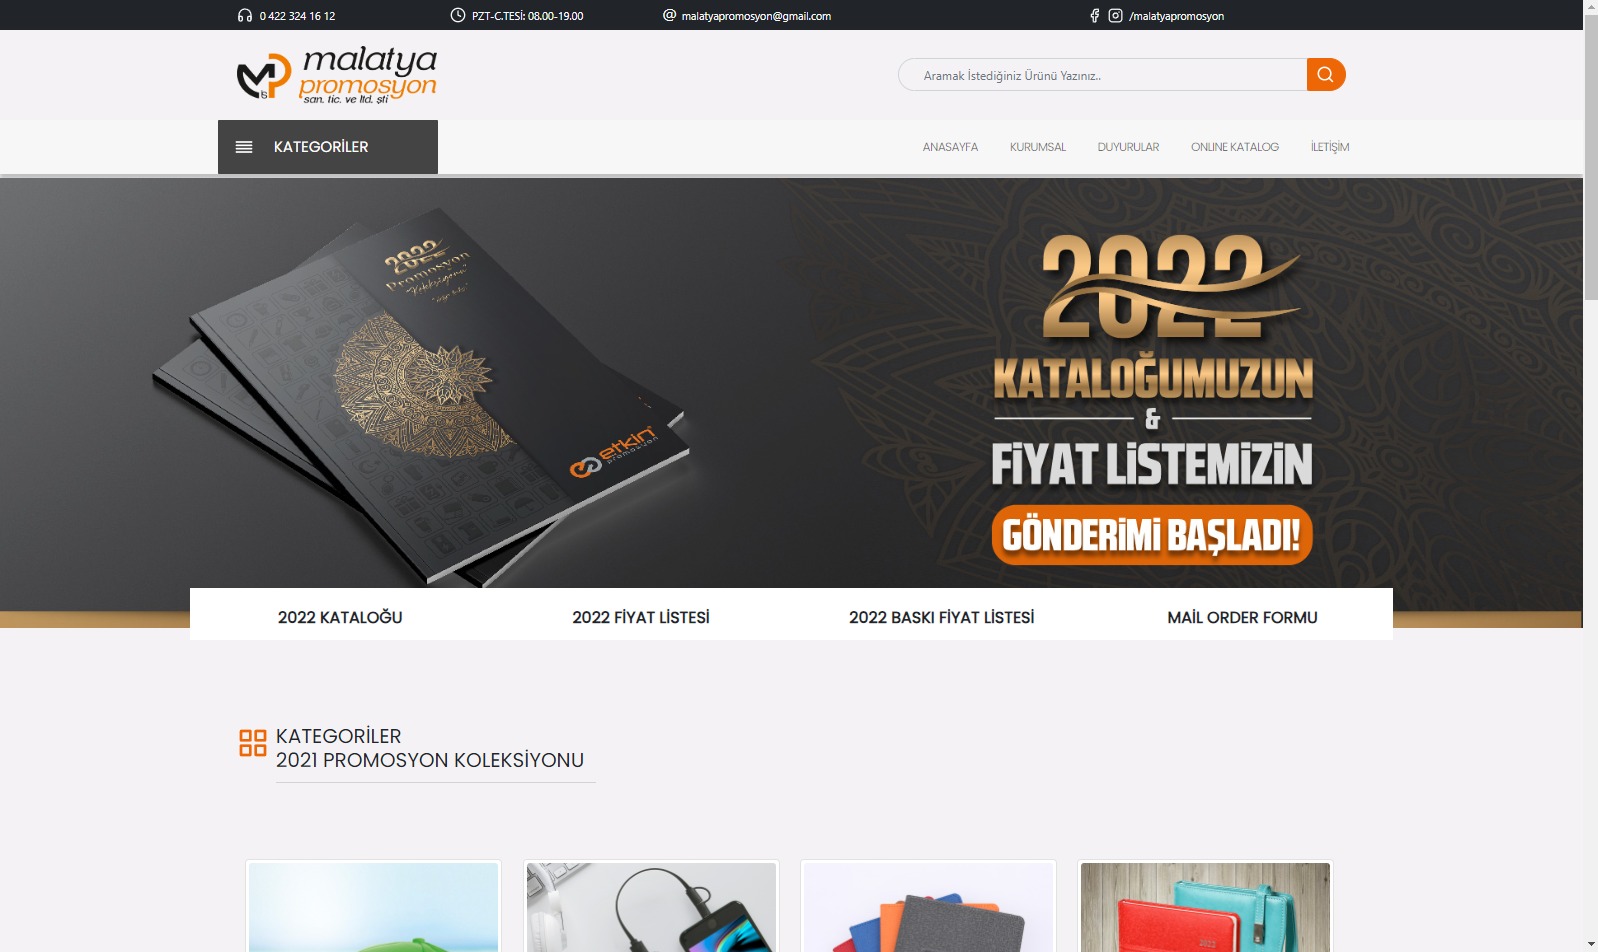 0 422 324 16 12
PZT-C.TESİ: 08.00-19.00
malatyapromosyon@gmail.com
/malatyapromosyon
malatya
promosyon
san. tic. ve ltd. şti
Aramak İstediğiniz Ürünü Yazınız..
KATEGORİLER
ANASAYFA
KURUMSAL
DUYURULAR
ONLINE KATALOG
İLETİŞİM
2022
Promosyon
"Koleksiyonu"
etkin
promosyon
2022
KATALOĞUMUZUN
&
FİYAT LİSTEMİZİN
GÖNDERİMİ BAŞLADI!
2022 KATALOĞU
2022 FİYAT LİSTESİ
2022 BASKI FİYAT LİSTESİ
MAİL ORDER FORMU
KATEGORİLER
2021 PROMOSYON KOLEKSİYONU
2022